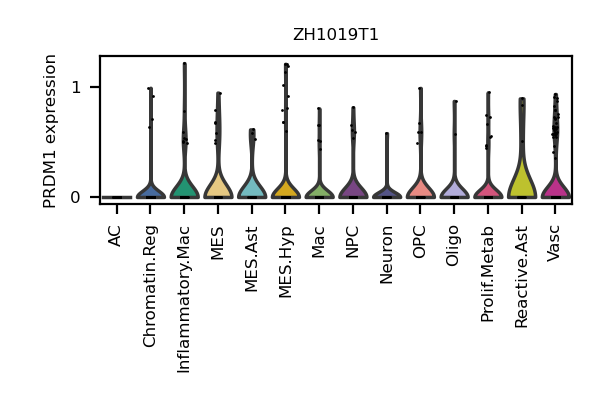 ZH1019T1
PRDM1 expression
1
0
AC
Chromatin.Reg
Inflammatory.Mac
MES
MES.Ast
MES.Hyp
Mac
NPC
Neuron
OPC
Oligo
Prolif.Metab
Reactive.Ast
Vasc